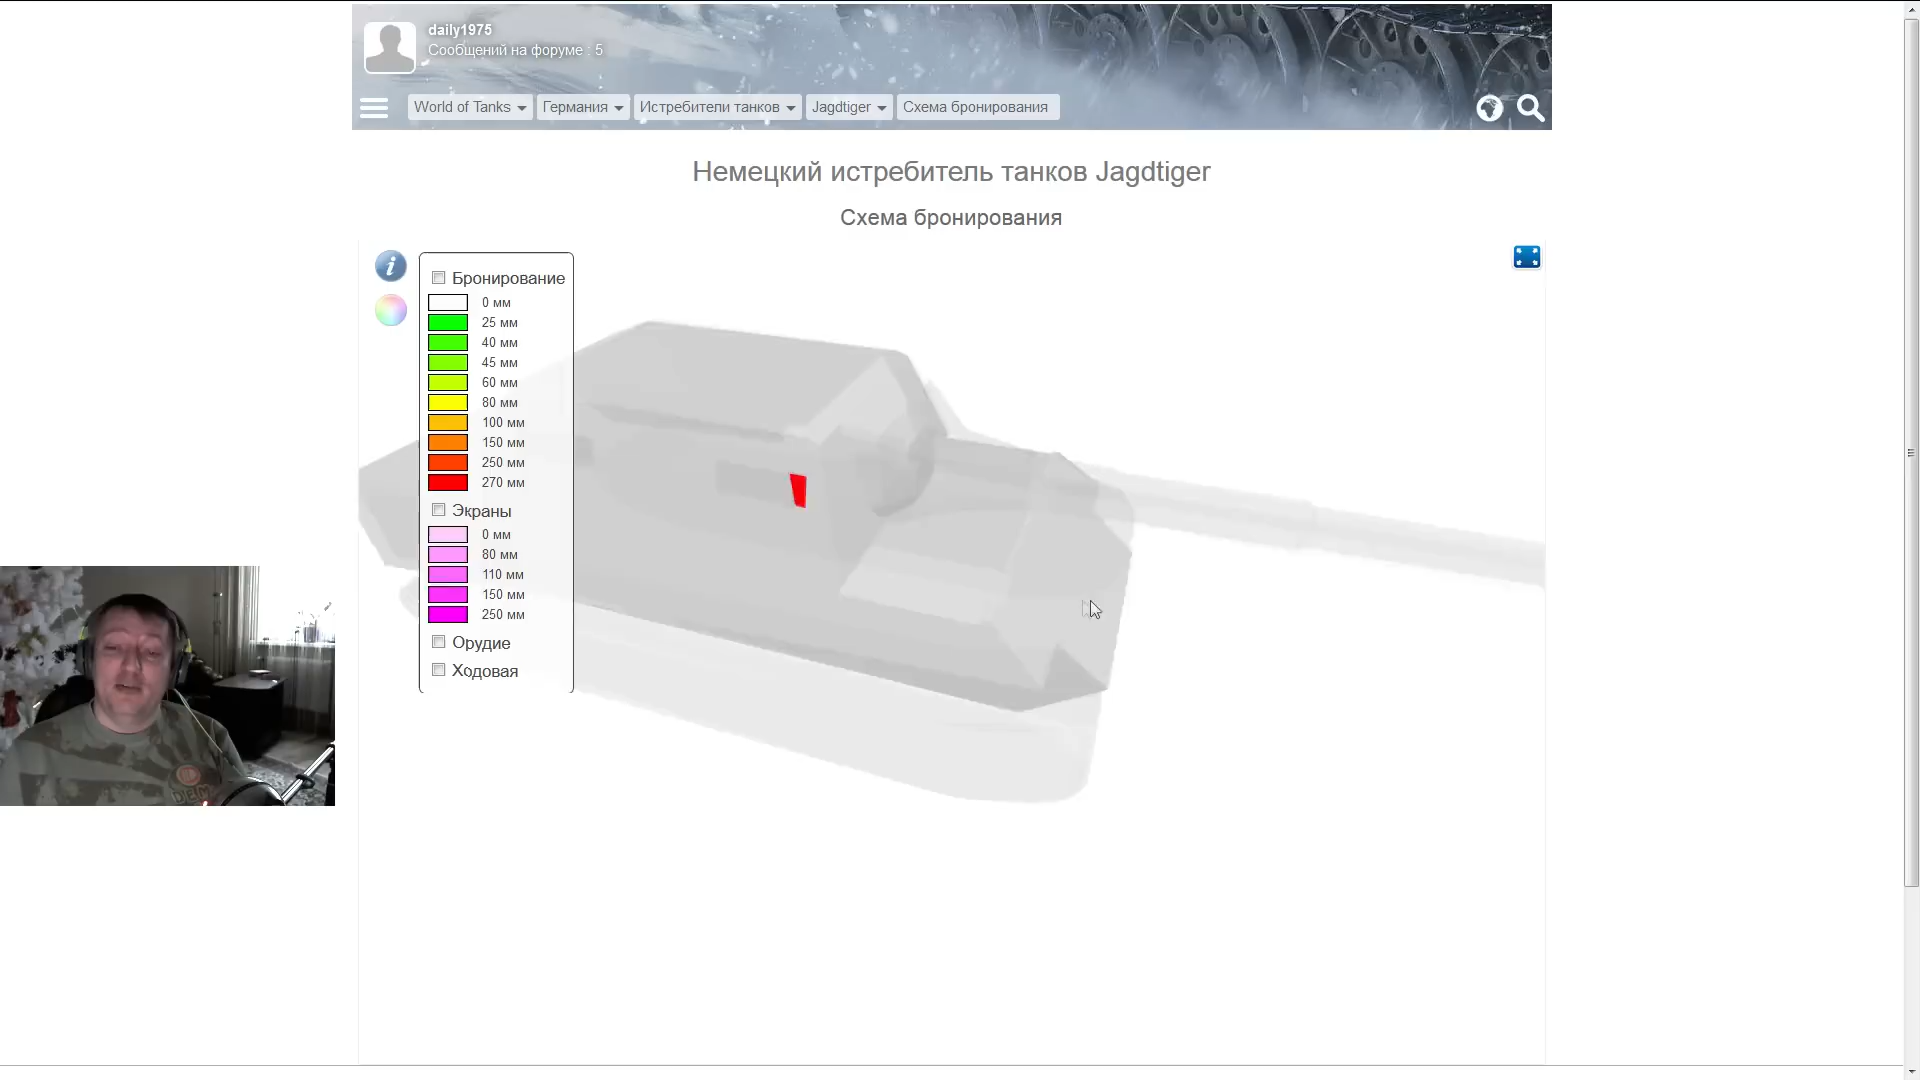 daily1975
Сообщений на форуме : 5
World of Tanks
Германия
Истребители танков
Jagdtiger
Схема бронирования
Немецкий истребитель танков Jagdtiger
Схема бронирования
Бронирование
0 мм
25 мм
40 мм
45 мм
60 мм
80 мм
100 мм
150 мм
250 мм
270 мм
Экраны
0 мм
80 мм
110 мм
150 мм
250 мм
Орудие
Ходовая
DEM